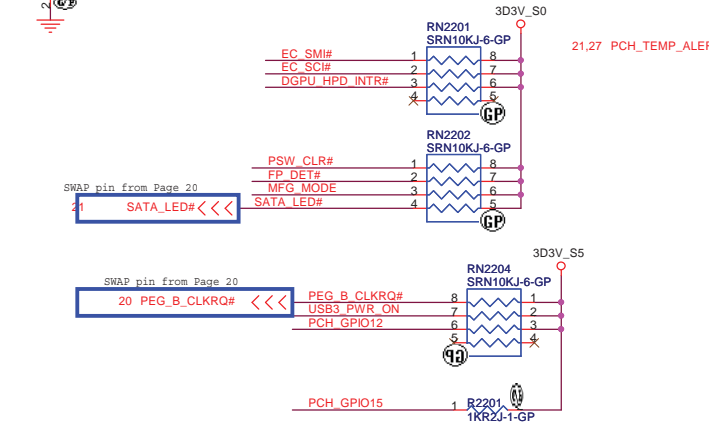 2
GP
3D3V_S0
RN2201
SRN10KJ-6-GP
21,27 PCH_TEMP_ALER
EC_SMI# 1 8
EC_SCI# 2 7
DGPU_HPD_INTR# 3 6
4 5
GP
RN2202
SRN10KJ-6-GP
PSW_CLR# 1 8
FP_DET# 2 7
MFG_MODE 3 6
SATA_LED# 4 5
GP
SWAP pin from Page 20
21 SATA_LED#
3D3V_S5
RN2204
SRN10KJ-6-GP
SWAP pin from Page 20
20 PEG_B_CLKRQ#
PEG_B_CLKRQ# 8 1
USB3_PWR_ON 7 2
PCH_GPIO12 6 3
5 4
GP
PCH_GPIO15 1 R2201
1KR2J-1-GP